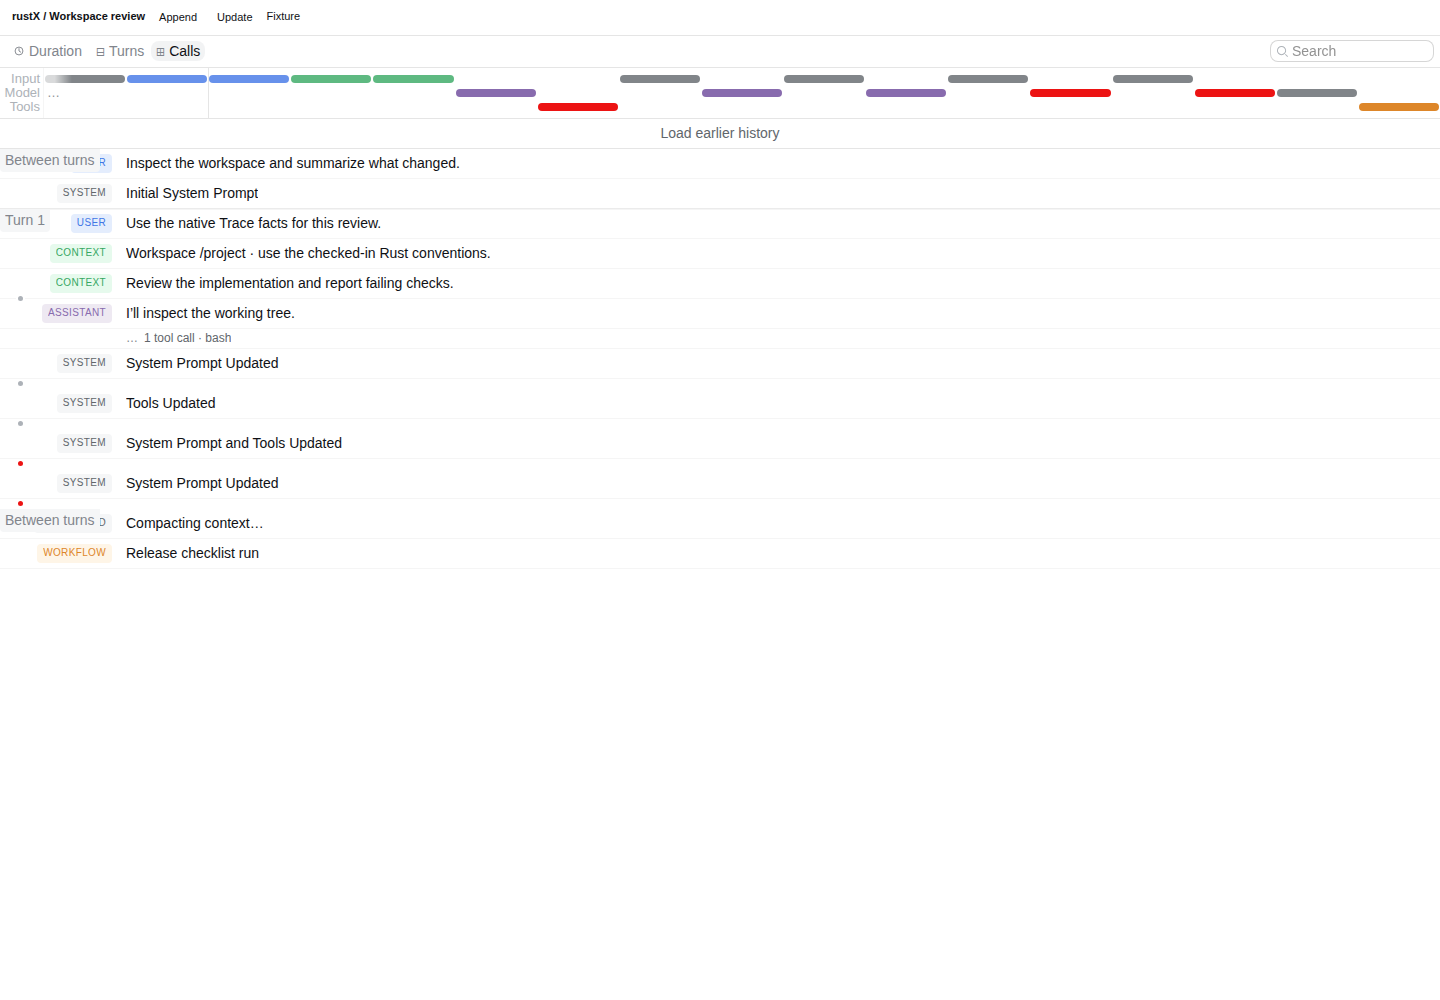 rustX / Workspace review Append Update Fixture
Duration Turns Calls Search
Input
Model …
Tools
Load earlier history
Between turns R Inspect the workspace and summarize what changed.
SYSTEM Initial System Prompt
Turn 1 USER Use the native Trace facts for this review.
CONTEXT Workspace /project · use the checked-in Rust conventions.
CONTEXT Review the implementation and report failing checks.
ASSISTANT I’ll inspect the working tree.
… 1 tool call · bash
SYSTEM System Prompt Updated
SYSTEM Tools Updated
SYSTEM System Prompt and Tools Updated
SYSTEM System Prompt Updated
Between turns D Compacting context…
WORKFLOW Release checklist run